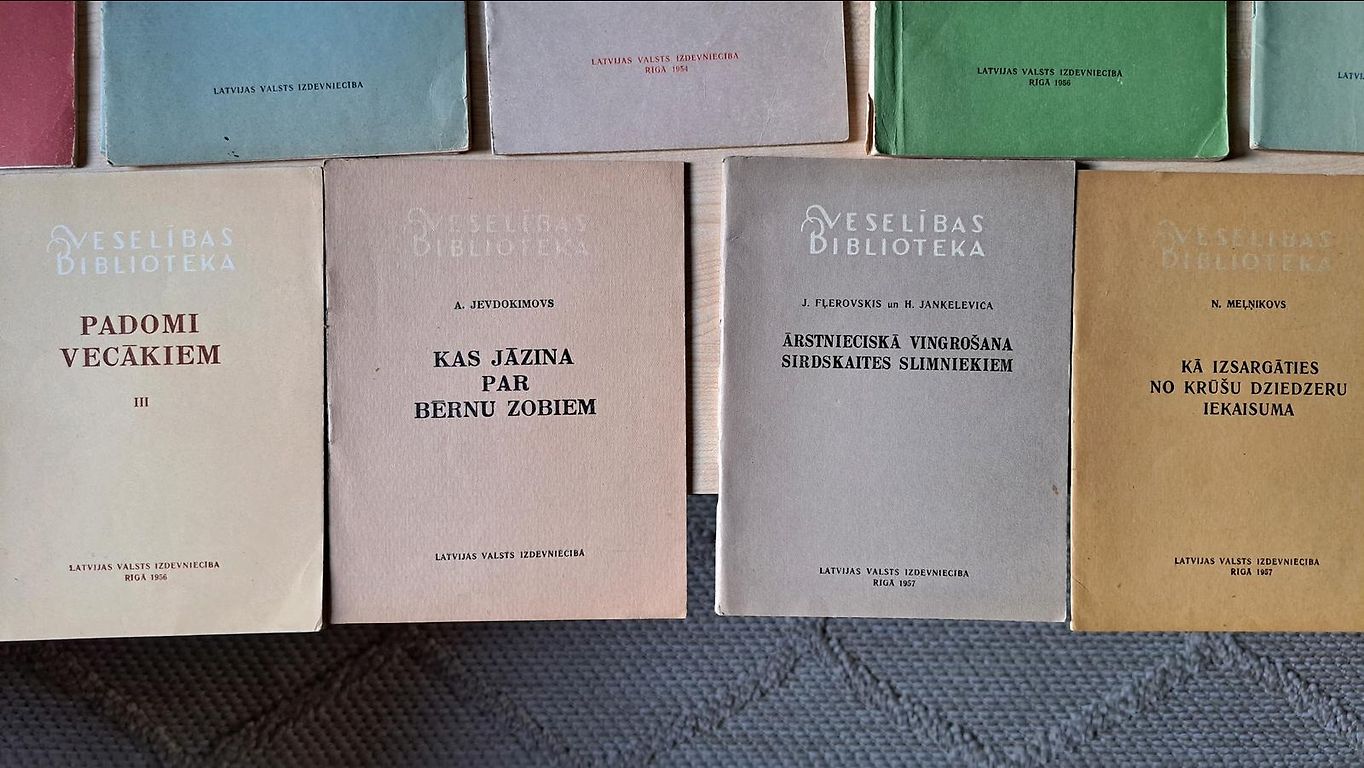 LATVIJAS VALSTS IZDEVNIECĪBA
LATVIJAS VALSTS IZDEVNIECĪBA
RĪGĀ 1954
LATVIJAS VALSTS IZDEVNIECĪBA
RĪGĀ 1956
VESELĪBAS
BIBLIOTEKA
PADOMI
VECĀKIEM
III
LATVIJAS VALSTS IZDEVNIECĪBA
RĪGĀ 1956
VESELĪBAS
BIBLIOTEKA
A. JEVDOKIMOVS
KAS JĀZINA
PAR
BĒRNU ZOBIEM
LATVIJAS VALSTS IZDEVNIECĪBA
VESELĪBAS
BIBLIOTEKA
J. FĻEROVSKIS un H. JANKELEVICA
ĀRSTNIECISKĀ VINGROŠANA
SIRDSKAITES SLIMNIEKIEM
LATVIJAS VALSTS IZDEVNIECĪBA
RĪGĀ 1957
VESELĪBAS
BIBLIOTEKA
N. MEĻŅIKOVS
KĀ IZSARGĀTIES
NO KRŪŠU DZIEDZERU
IEKAISUMA
LATVIJAS VALSTS IZDEVNIECĪBA
RĪGĀ 1957